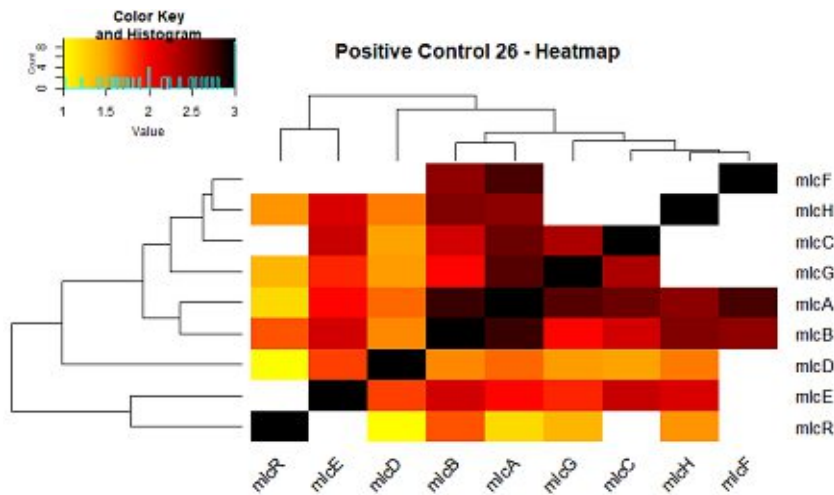 Color Key
and Histogram
Count
0 4 8
1 1.5 2 2.5 3
Value
Positive Control 26 - Heatmap
mlcF
mlcH
mlcC
mlcG
mlcA
mlcB
mlcD
mlcE
mlcR
mlcR mlcE mlcD mlcB mlcA mlcG mlcC mlcH mlcF